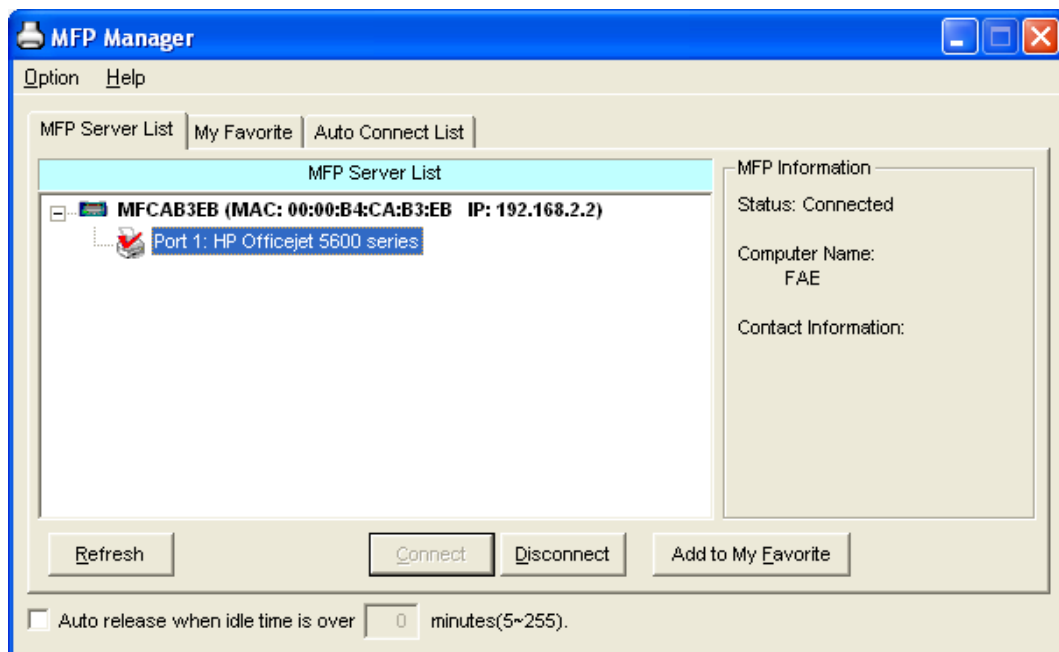 MFP Manager
Option Help
MFP Server List My Favorite Auto Connect List
MFP Server List
MFCAB3EB (MAC: 00:00:B4:CA:B3:EB IP: 192.168.2.2)
Port 1: HP Officejet 5600 series
MFP Information
Status: Connected
Computer Name:
FAE
Contact Information:
Refresh Connect Disconnect Add to My Favorite
Auto release when idle time is over 0 minutes(5~255).